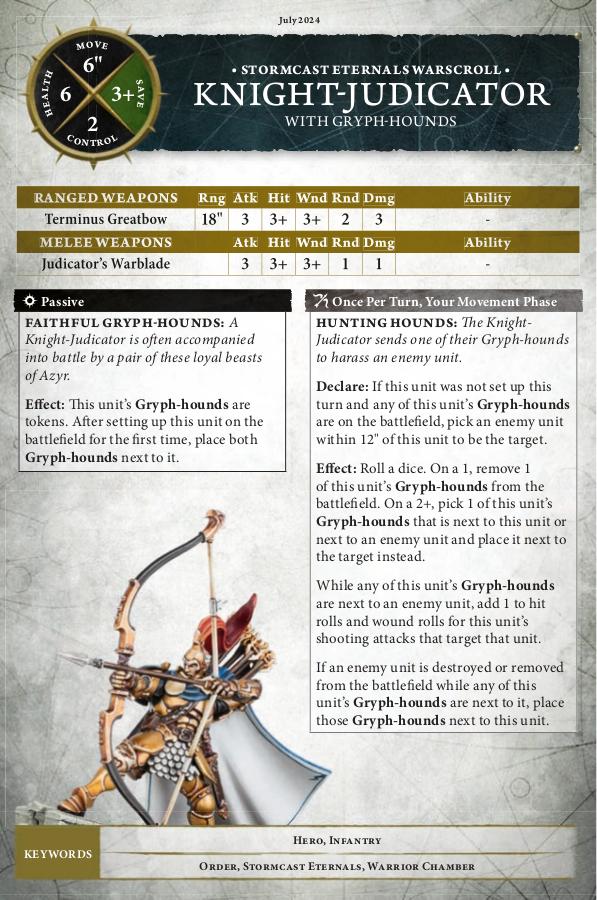 July 2024
MOVE
6"
HEALTH
6
3+
SAVE
2
CONTROL
• STORMCAST ETERNALS WARSCROLL •
KNIGHT-JUDICATOR
WITH GRYPH-HOUNDS
RANGED WEAPONS Rng Atk Hit Wnd Rnd Dmg Ability
Terminus Greatbow 18" 3 3+ 3+ 2 3 -
MELEE WEAPONS Atk Hit Wnd Rnd Dmg Ability
Judicator's Warblade 3 3+ 3+ 1 1 -
Passive
FAITHFUL GRYPH-HOUNDS: A
Knight-Judicator is often accompanied
into battle by a pair of these loyal beasts
of Azyr.
Effect: This unit's Gryph-hounds are
tokens. After setting up this unit on the
battlefield for the first time, place both
Gryph-hounds next to it.
Once Per Turn, Your Movement Phase
HUNTING HOUNDS: The Knight-
Judicator sends one of their Gryph-hounds
to harass an enemy unit.
Declare: If this unit was not set up this
turn and any of this unit's Gryph-hounds
are on the battlefield, pick an enemy unit
within 12" of this unit to be the target.
Effect: Roll a dice. On a 1, remove 1
of this unit's Gryph-hounds from the
battlefield. On a 2+, pick 1 of this unit's
Gryph-hounds that is next to this unit or
next to an enemy unit and place it next to
the target instead.
While any of this unit's Gryph-hounds
are next to an enemy unit, add 1 to hit
rolls and wound rolls for this unit's
shooting attacks that target that unit.
If an enemy unit is destroyed or removed
from the battlefield while any of this
unit's Gryph-hounds are next to it, place
those Gryph-hounds next to this unit.
KEYWORDS
HERO, INFANTRY
ORDER, STORMCAST ETERNALS, WARRIOR CHAMBER